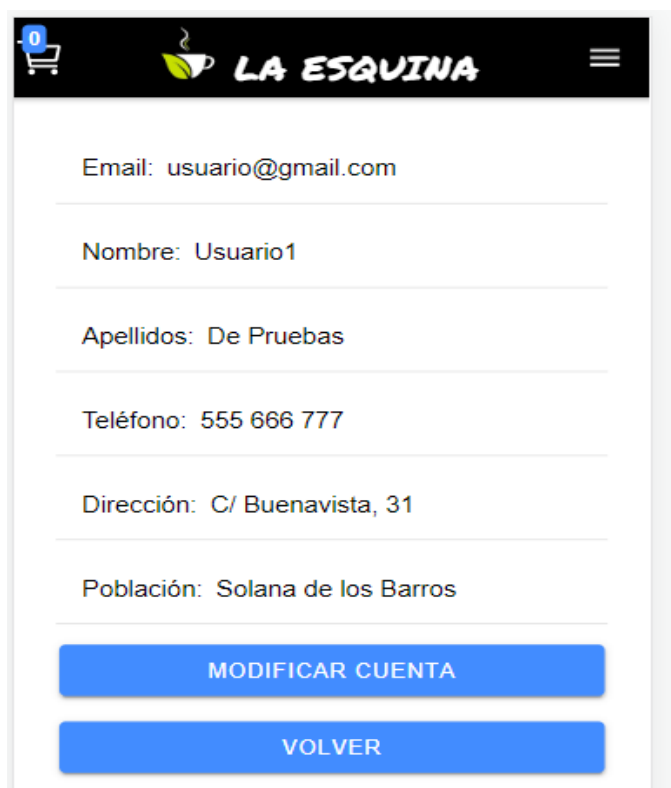 0
LA ESQUINA
Email: usuario@gmail.com
Nombre: Usuario1
Apellidos: De Pruebas
Teléfono: 555 666 777
Dirección: C/ Buenavista, 31
Población: Solana de los Barros
MODIFICAR CUENTA
VOLVER